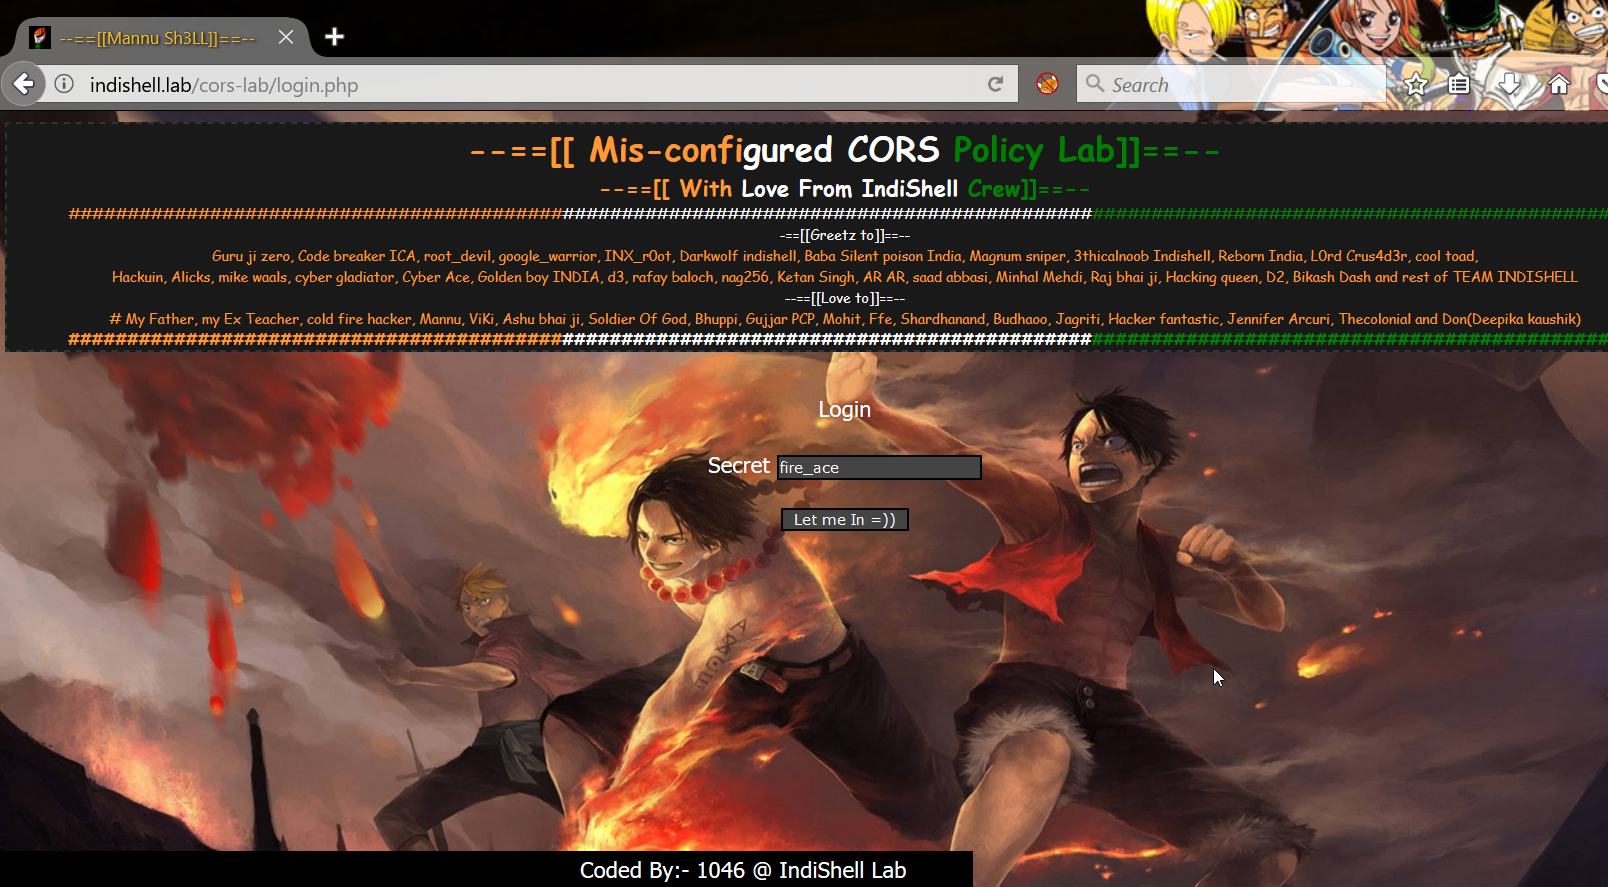 --==[[Mannu Sh3LL]]==--
indishell.lab/cors-lab/login.php
Search
--==[[ Mis-configured CORS Policy Lab]]==--
--==[[ With Love From IndiShell Crew]]==--
-==[[Greetz to]]==--
Guru ji zero, Code breaker ICA, root_devil, google_warrior, INX_r0ot, Darkwolf indishell, Baba Silent poison India, Magnum sniper, 3thicalnoob Indishell, Reborn India, L0rd Crus4d3r, cool toad,
Hackuin, Alicks, mike waals, cyber gladiator, Cyber Ace, Golden boy INDIA, d3, rafay baloch, nag256, Ketan Singh, AR AR, saad abbasi, Minhal Mehdi, Raj bhai ji, Hacking queen, D2, Bikash Dash and rest of TEAM INDISHELL
--==[[Love to]]==--
# My Father, my Ex Teacher, cold fire hacker, Mannu, ViKi, Ashu bhai ji, Soldier Of God, Bhuppi, Gujjar PCP, Mohit, Ffe, Shardhanand, Budhaoo, Jagriti, Hacker fantastic, Jennifer Arcuri, Thecolonial and Don(Deepika kaushik)
Login
Secret fire_ace
Let me In =))
Coded By:- 1046 @ IndiShell Lab